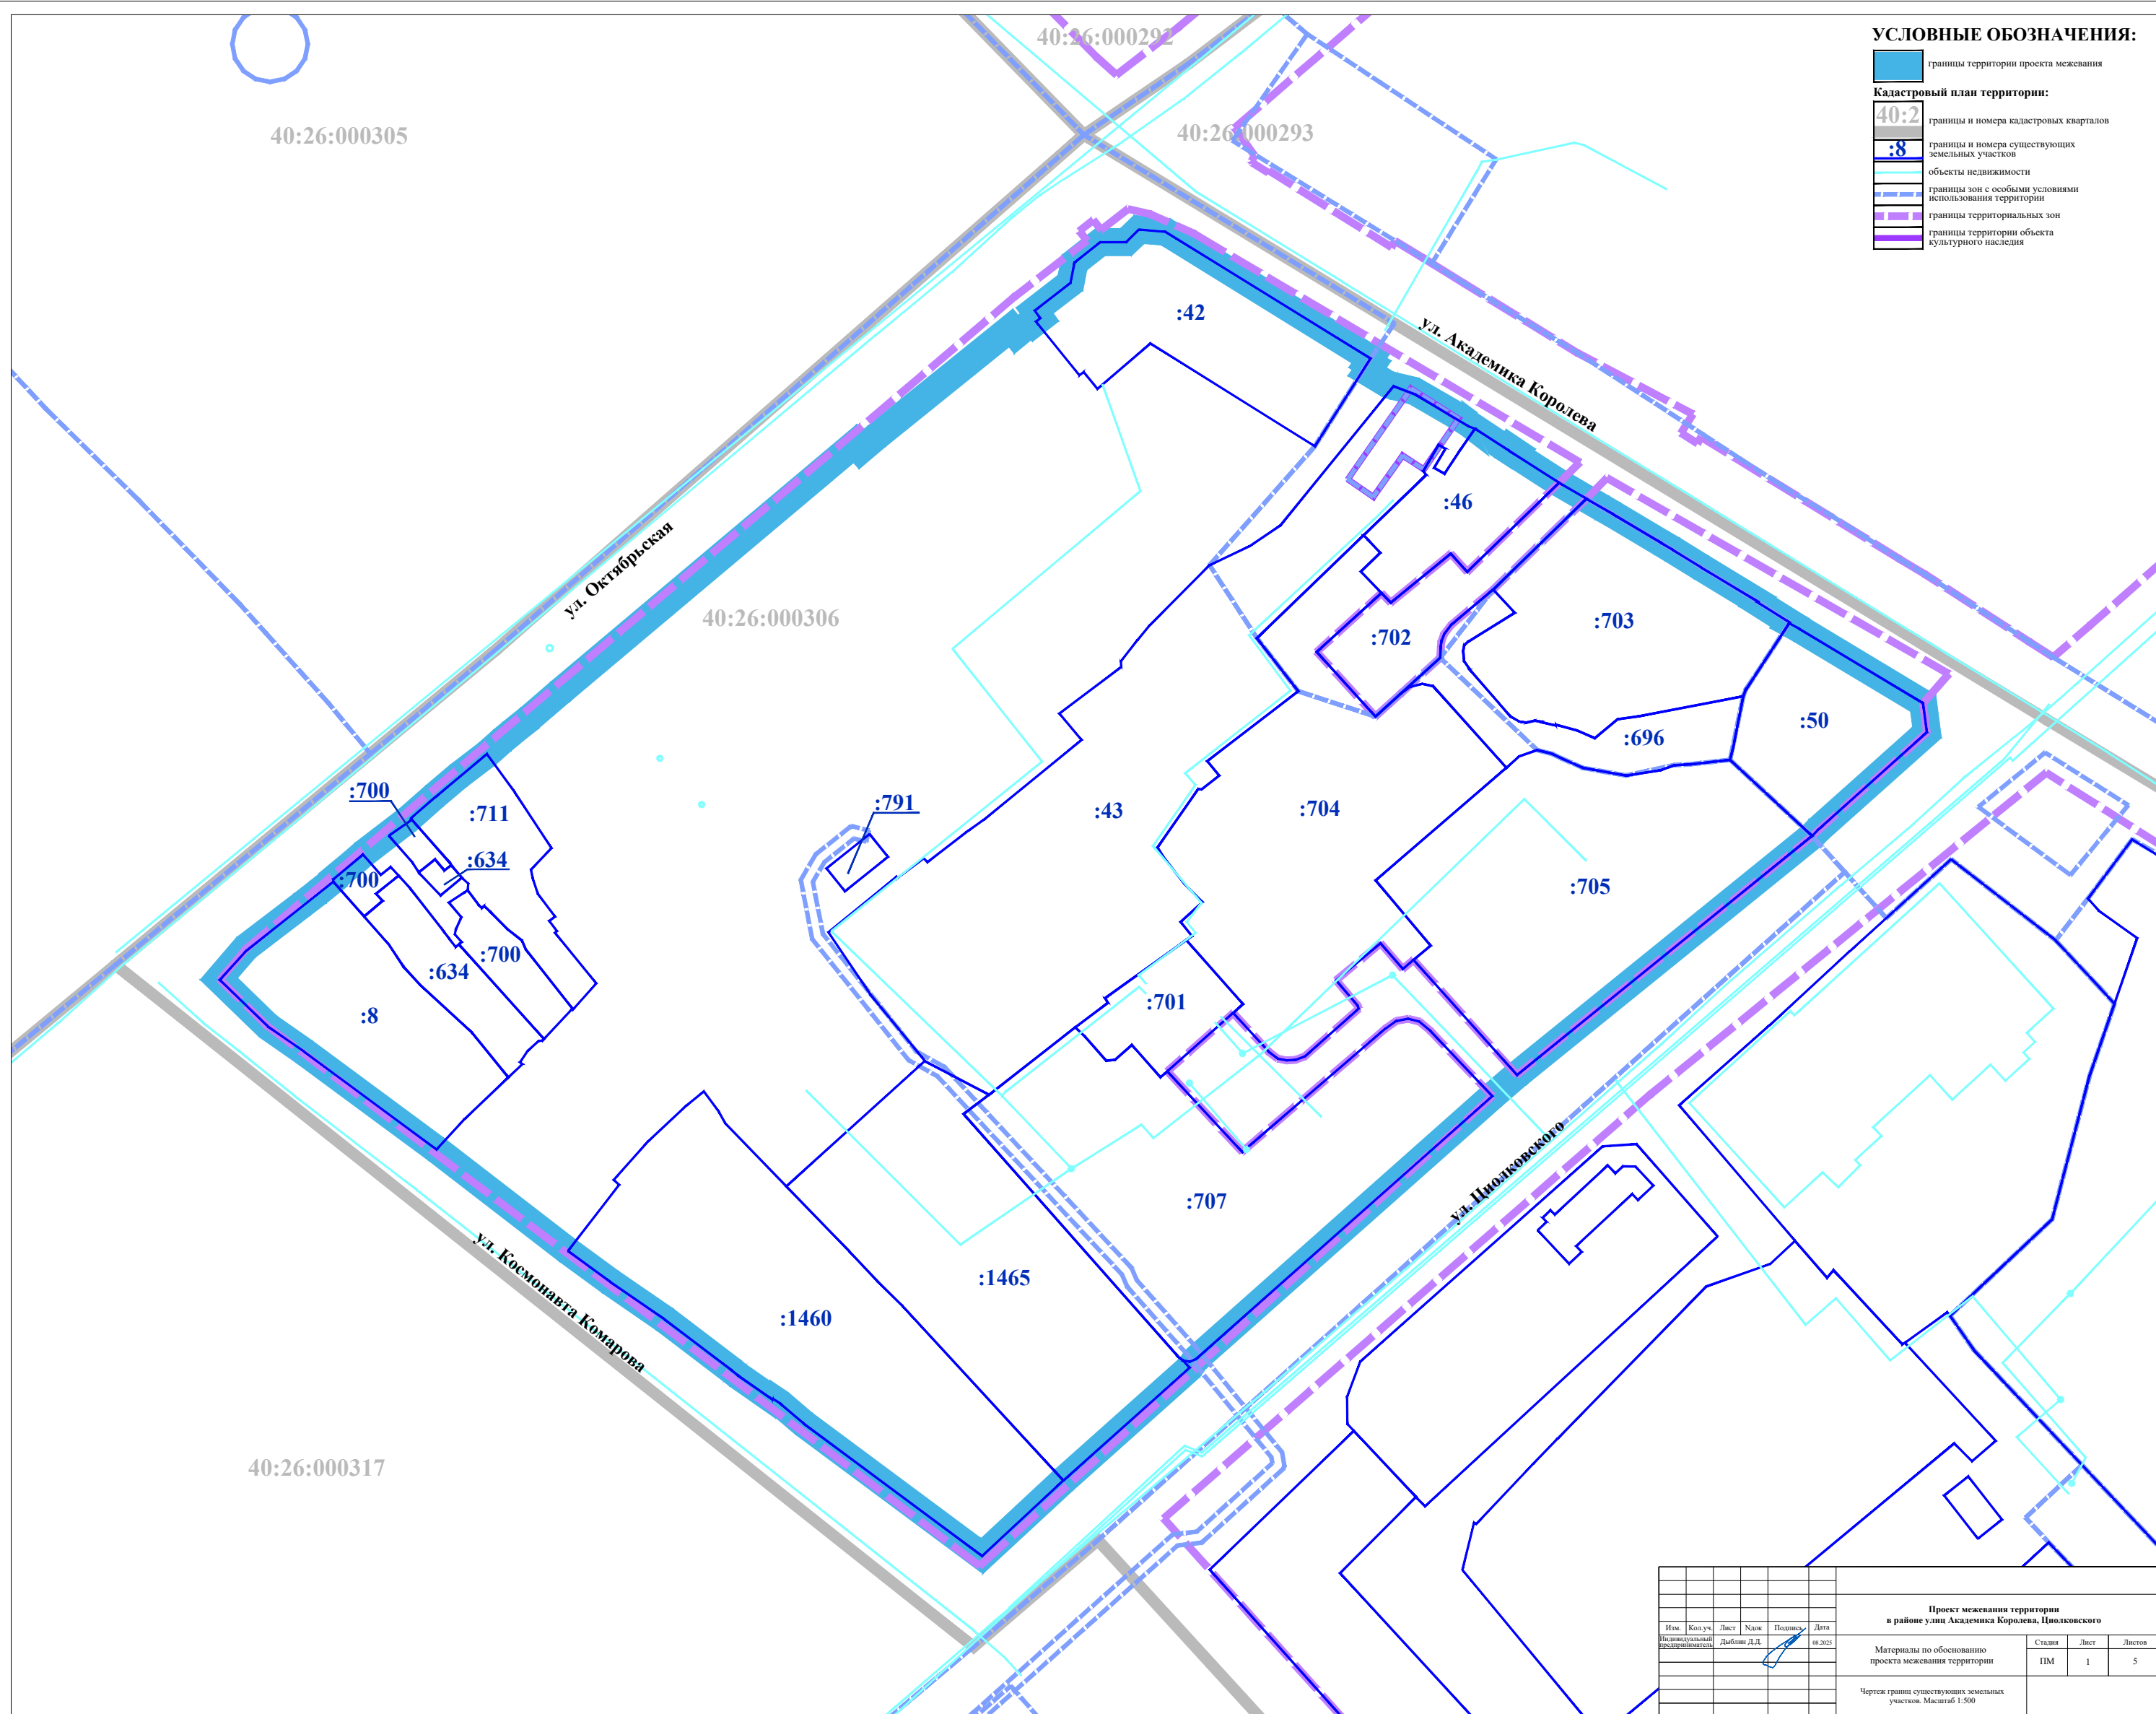 40:26:000292
УСЛОВНЫЕ ОБОЗНАЧЕНИЯ:
границы территории проекта межевания
Кадастровый план территории:
40:2
границы и номера кадастровых кварталов
:8
границы и номера существующих
земельных участков
объекты недвижимости
границы зон с особыми условиями
использования территории
границы территориальных зон
границы территории объекта
культурного наследия
40:26:000305
40:26:000293
:42
ул. Академика Королева
:46
ул. Октябрьская
40:26:000306
:702
:703
:50
:696
:700
:711
:791
:43
:704
:634
:700
:705
:700
:634
:701
:8
:707
ул. Циолковского
ул. Космонавта Комарова
:1465
:1460
40:26:000317
Проект межевания территории
в районе улиц Академика Королева, Циолковского
Изм. Кол.уч. Лист Nдок Подпись Дата
Индивидуальный
предприниматель
Дыблин Д.Д.
08.2025
Материалы по обоснованию
проекта межевания территории
Стадия Лист Листов
ПМ 1 5
Чертеж границ существующих земельных
участков. Масштаб 1:500